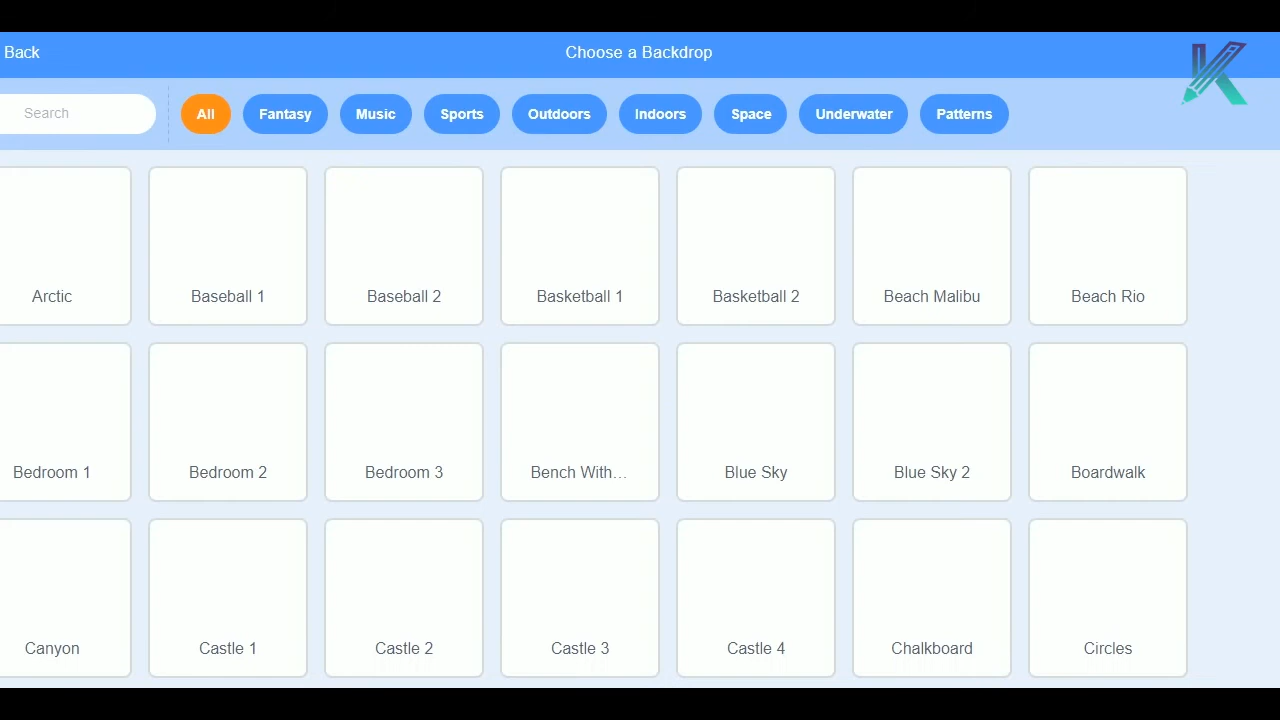 Back
Choose a Backdrop
Search
All Fantasy Music Sports Outdoors Indoors Space Underwater Patterns
Arctic Baseball 1 Baseball 2 Basketball 1 Basketball 2 Beach Malibu Beach Rio
Bedroom 1 Bedroom 2 Bedroom 3 Bench With... Blue Sky Blue Sky 2 Boardwalk
Canyon Castle 1 Castle 2 Castle 3 Castle 4 Chalkboard Circles